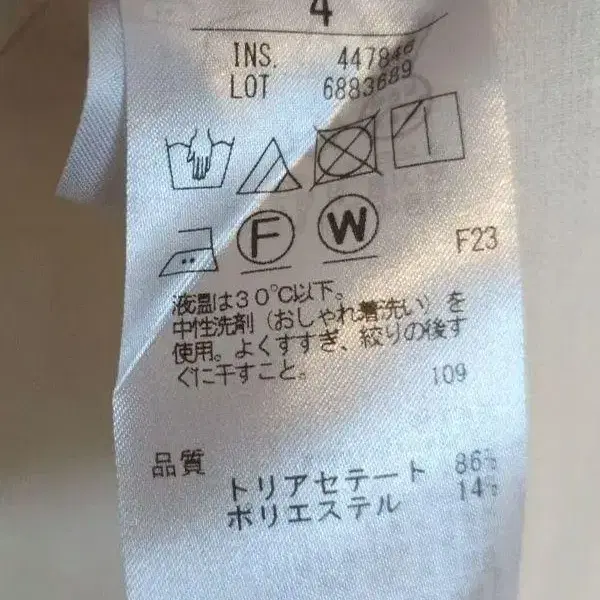 4
INS. 447846
LOT 6883689
F W F23
液温は30℃以下。
中性洗剤(おしゃれ着洗い)を
使用。よくすすぎ、絞りの後す
ぐに干すこと。 109
品質
トリアセテート 86%
ポリエステル 14%